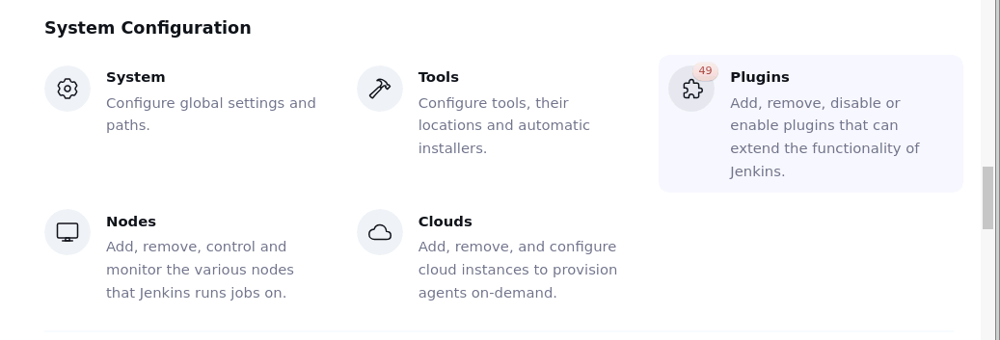 System Configuration
System
Configure global settings and
paths.
Tools
Configure tools, their
locations and automatic
installers.
49
Plugins
Add, remove, disable or
enable plugins that can
extend the functionality of
Jenkins.
Nodes
Add, remove, control and
monitor the various nodes
that Jenkins runs jobs on.
Clouds
Add, remove, and configure
cloud instances to provision
agents on-demand.